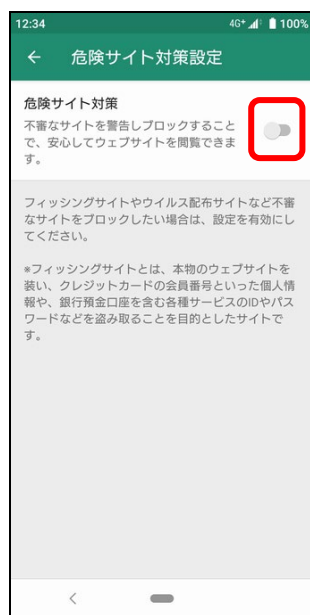 12:34 4G+ 100%
危険サイト対策設定
危険サイト対策
不審なサイトを警告しブロックすること
で、安心してウェブサイトを閲覧できま
す。
フィッシングサイトやウイルス配布サイトなど不審
なサイトをブロックしたい場合は、設定を有効にし
てください。
※フィッシングサイトとは、本物のウェブサイトを
装い、クレジットカードの会員番号といった個人情
報や、銀行預金口座を含む各種サービスのIDやパス
ワードなどを盗み取ることを目的としたサイトで
す。